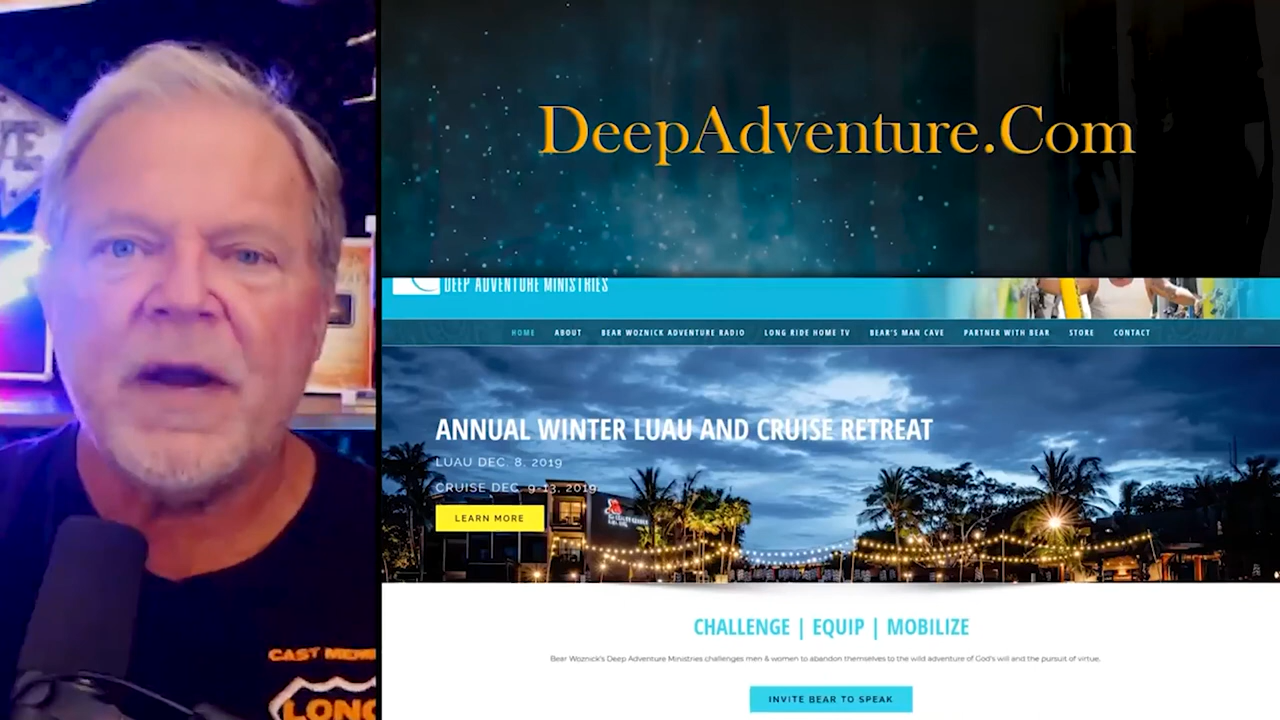 DeepAdventure.Com
DEEP ADVENTURE MINISTRIES
HOME ABOUT BEAR WOZNICK ADVENTURE RADIO LONG RIDE HOME TV BEAR'S MAN CAVE PARTNER WITH BEAR STORE CONTACT
ANNUAL WINTER LUAU AND CRUISE RETREAT
LUAU DEC. 8, 2019
CRUISE DEC. 9-13, 2019
LEARN MORE
CHALLENGE | EQUIP | MOBILIZE
Bear Woznick's Deep Adventure Ministries challenges men & women to abandon themselves to the wild adventure of God's will and the pursuit of virtue.
INVITE BEAR TO SPEAK
CAST MEM
LONG